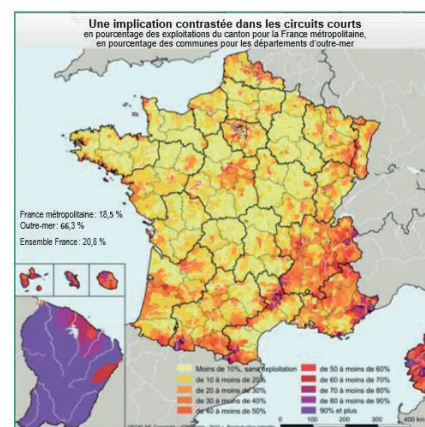 Une implication contrastée dans les circuits courts
en pourcentage des exploitations du canton pour la France métropolitaine,
en pourcentage des communes pour les départements d'outre-mer
France métropolitaine : 18,5 %
Outre-mer : 66,3 %
Ensemble France : 20,8 %
Moins de 10%, sans exploitation
de 10 à moins de 20%
de 20 à moins de 30%
de 30 à moins de 40%
de 40 à moins de 50%
de 50 à moins de 60%
de 60 à moins de 70%
de 70 à moins de 80%
de 80 à moins de 90%
90% et plus
0 100 200 300 400 km